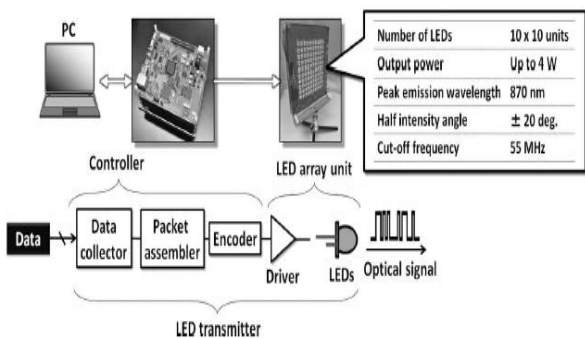 PC
Number of LEDs 10 x 10 units
Output power Up to 4 W
Peak emission wavelength 870 nm
Half intensity angle ± 20 deg.
Cut-off frequency 55 MHz
Controller
LED array unit
Data
Data
collector
Packet
assembler
Encoder
Driver
LEDs
Optical signal
LED transmitter